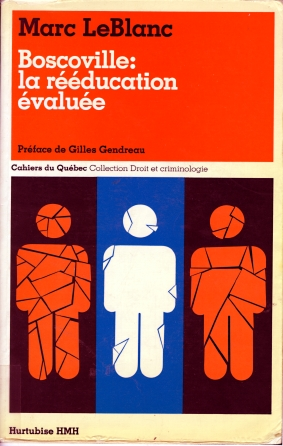 Marc LeBlanc
Boscoville:
la rééducation
évaluée
Préface de Gilles Gendreau
Cahiers du Québec Collection Droit et criminologie
Hurtubise HMH